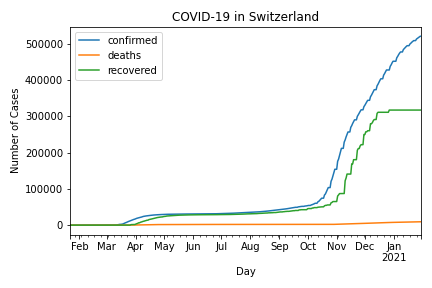 COVID-19 in Switzerland
confirmed
deaths
recovered
Number of Cases
500000
400000
300000
200000
100000
0
Feb Mar Apr May Jun Jul Aug Sep Oct Nov Dec Jan
2021
Day